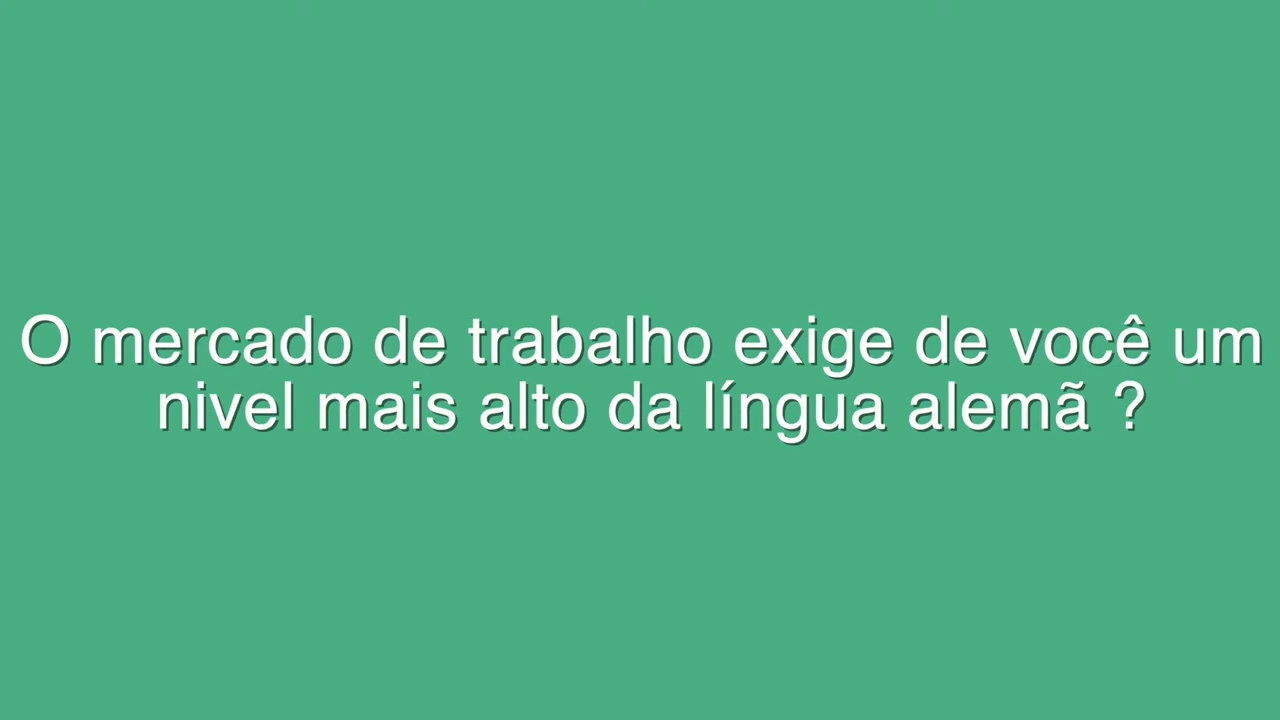 O mercado de trabalho exige de você um
nivel mais alto da língua alemã ?